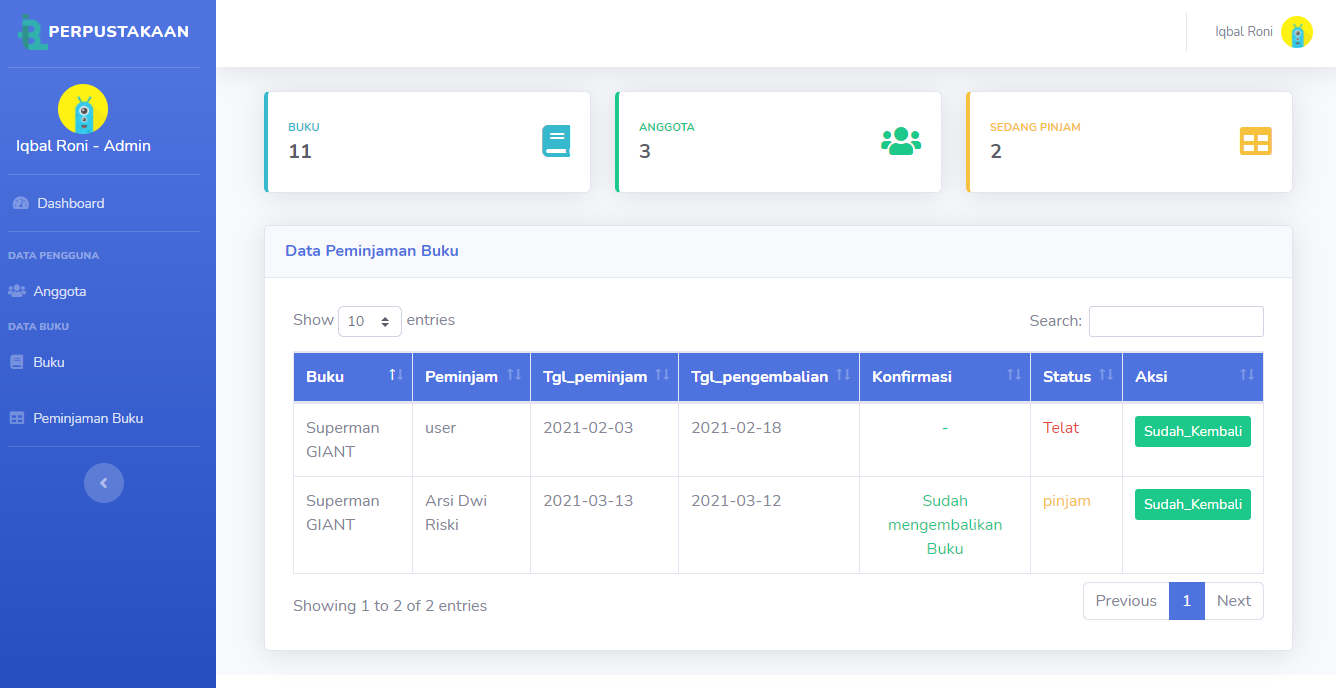 PERPUSTAKAAN
Iqbal Roni
Iqbal Roni - Admin
Dashboard
DATA PENGGUNA
Anggota
DATA BUKU
Buku
Peminjaman Buku
BUKU
11
ANGGOTA
3
SEDANG PINJAM
2
Data Peminjaman Buku
Show 10 entries
Search:
Buku Peminjam Tgl_peminjam Tgl_pengembalian Konfirmasi Status Aksi
Superman GIANT user 2021-02-03 2021-02-18 - Telat Sudah_Kembali
Superman GIANT Arsi Dwi Riski 2021-03-13 2021-03-12 Sudah mengembalikan Buku pinjam Sudah_Kembali
Showing 1 to 2 of 2 entries
Previous 1 Next